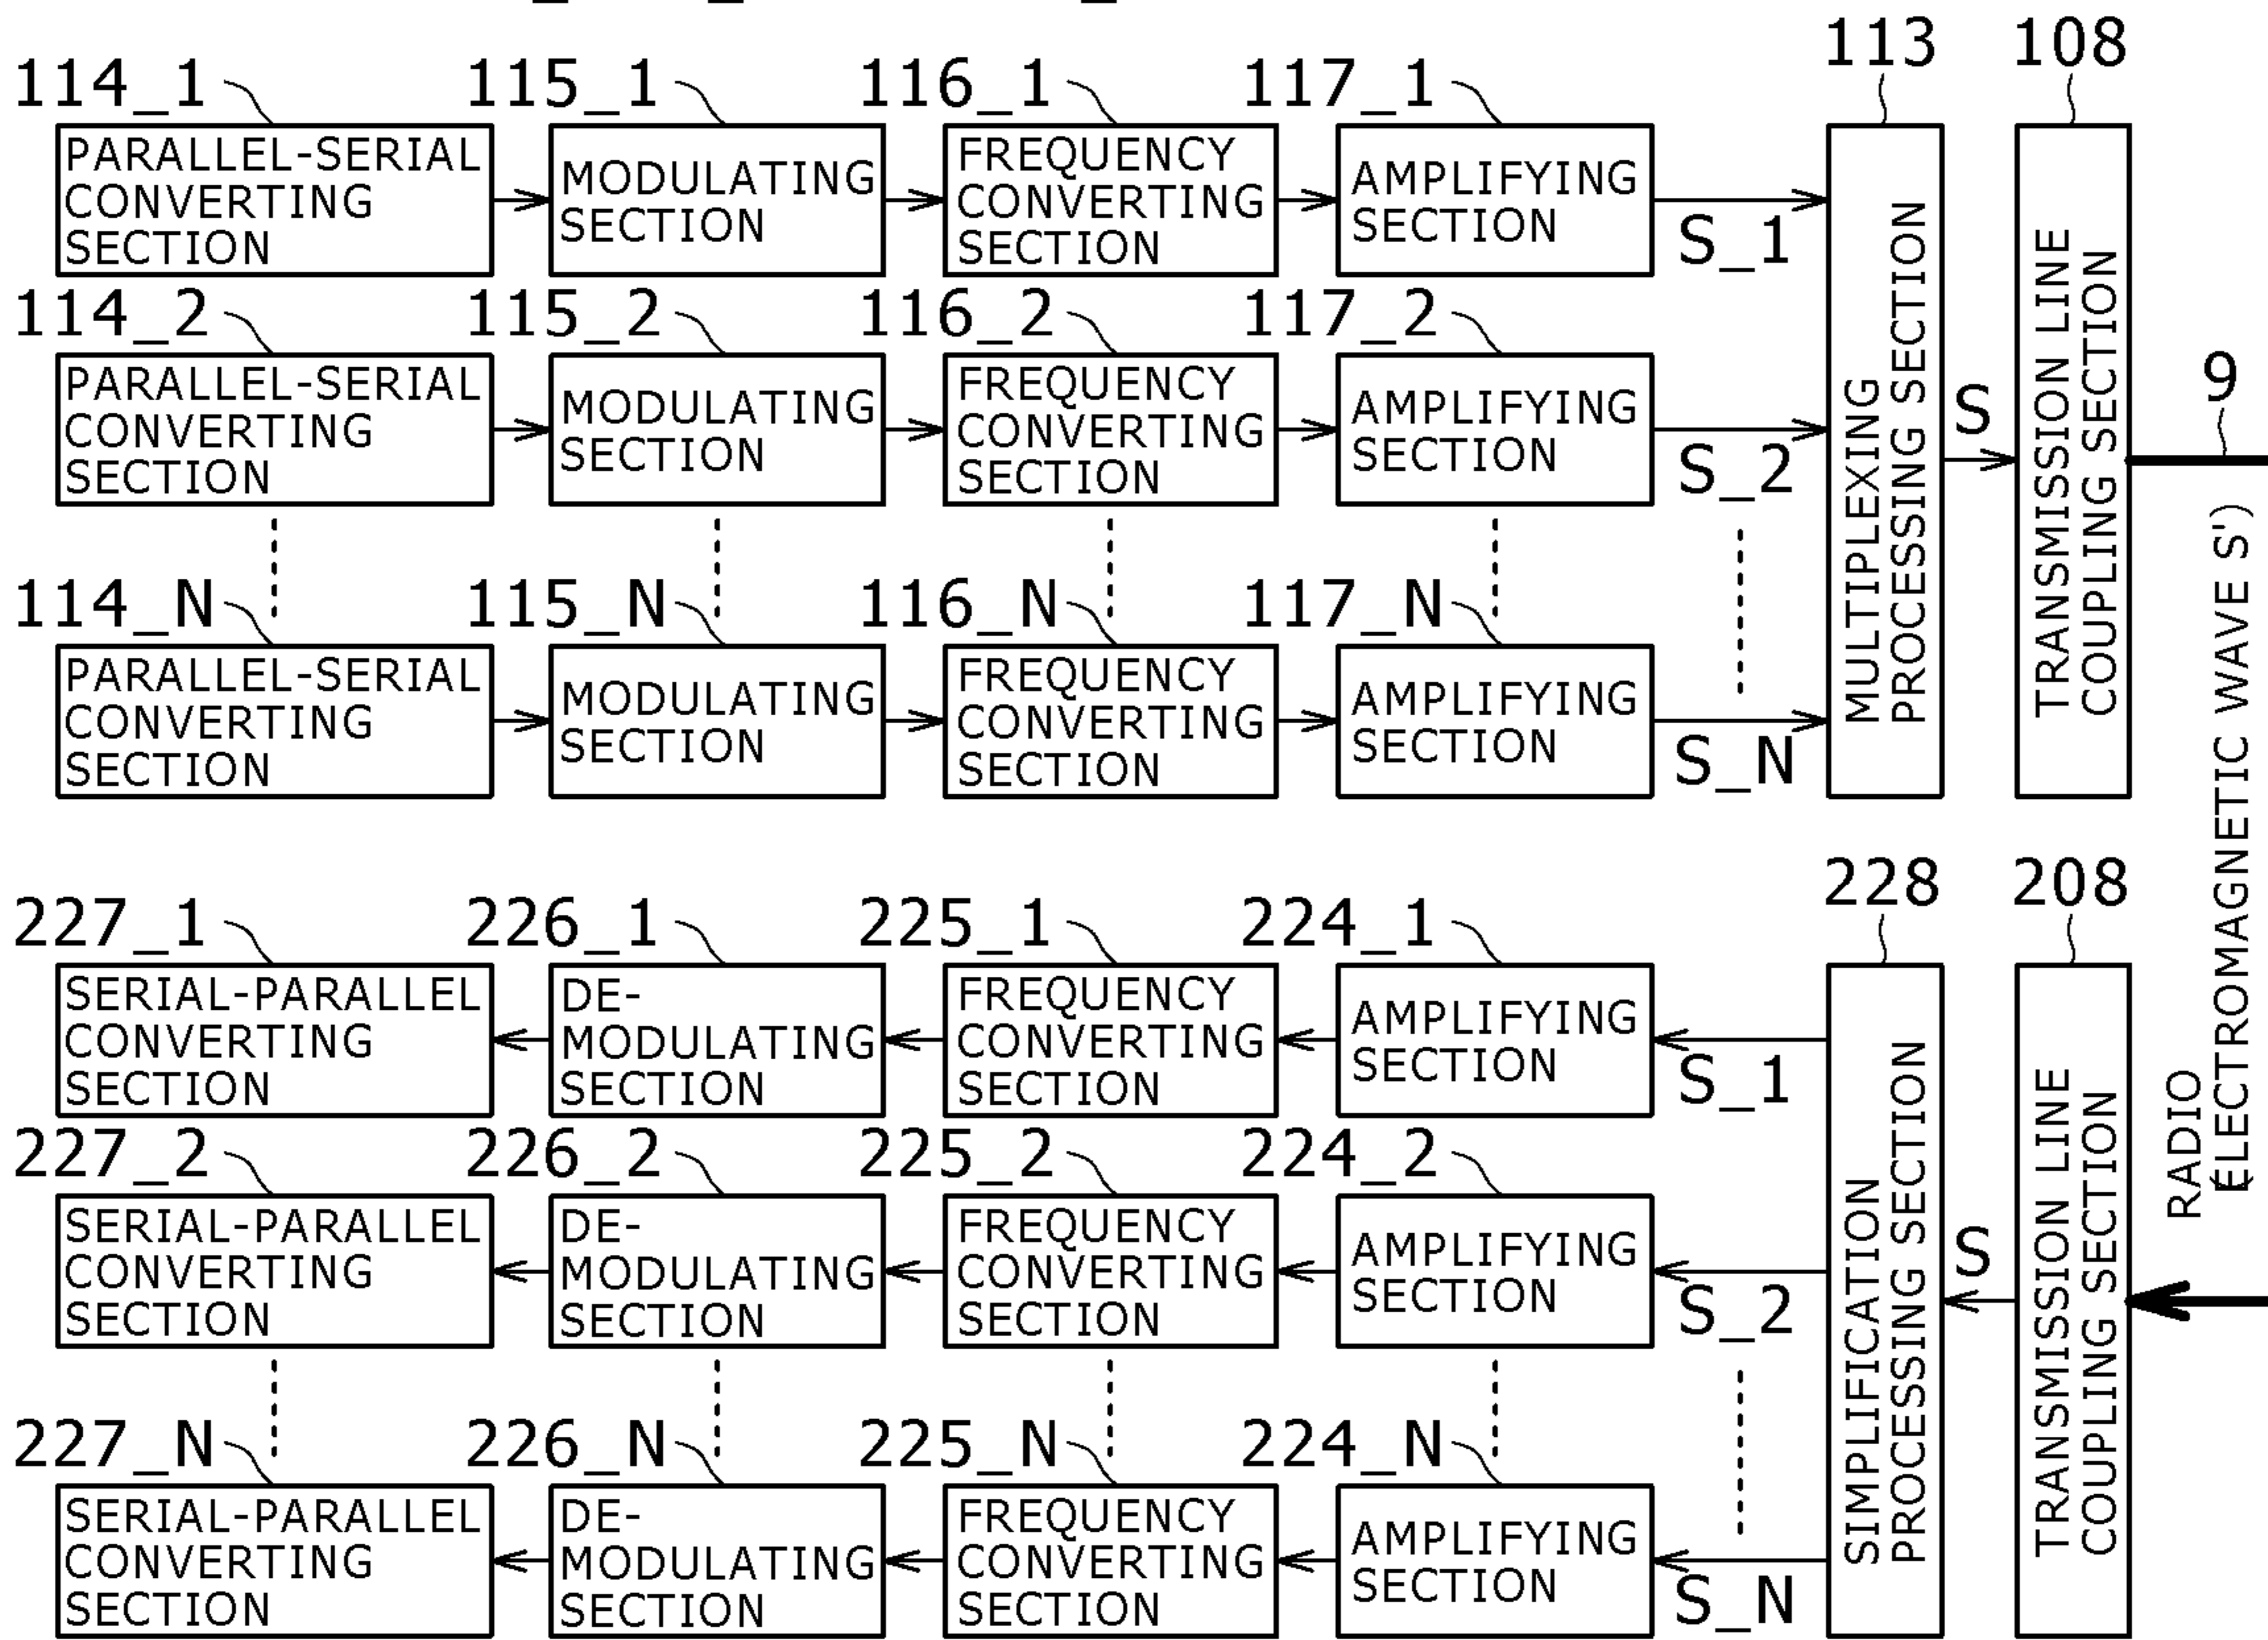 113 108
114_1 115_1 116_1 117_1
PARALLEL-SERIAL
CONVERTING
SECTION
MODULATING
SECTION
FREQUENCY
CONVERTING
SECTION
AMPLIFYING
SECTION
S_1
114_2 115_2 116_2 117_2
PARALLEL-SERIAL
CONVERTING
SECTION
MODULATING
SECTION
FREQUENCY
CONVERTING
SECTION
AMPLIFYING
SECTION
S_2
114_N 115_N 116_N 117_N
PARALLEL-SERIAL
CONVERTING
SECTION
MODULATING
SECTION
FREQUENCY
CONVERTING
SECTION
AMPLIFYING
SECTION
S_N
MULTIPLEXING
PROCESSING SECTION
S
TRANSMISSION LINE
COUPLING SECTION
9
RADIO
(ELECTROMAGNETIC WAVE S')
228 208
227_1 226_1 225_1 224_1
SERIAL-PARALLEL
CONVERTING
SECTION
DE-
MODULATING
SECTION
FREQUENCY
CONVERTING
SECTION
AMPLIFYING
SECTION
S_1
227_2 226_2 225_2 224_2
SERIAL-PARALLEL
CONVERTING
SECTION
DE-
MODULATING
SECTION
FREQUENCY
CONVERTING
SECTION
AMPLIFYING
SECTION
S_2
227_N 226_N 225_N 224_N
SERIAL-PARALLEL
CONVERTING
SECTION
DE-
MODULATING
SECTION
FREQUENCY
CONVERTING
SECTION
AMPLIFYING
SECTION
S_N
SIMPLIFICATION
PROCESSING SECTION
S
TRANSMISSION LINE
COUPLING SECTION